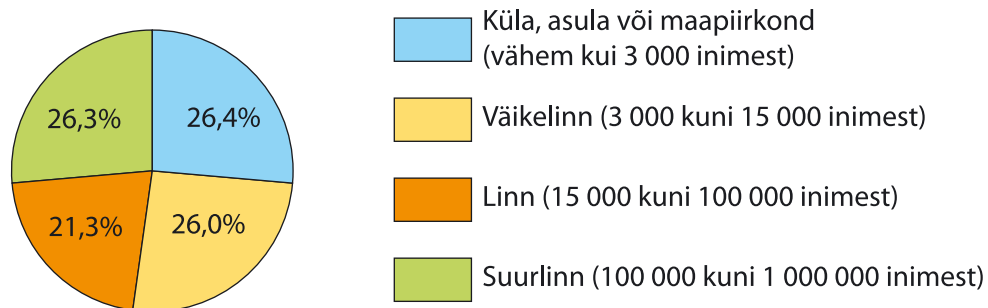 26,3%
26,4%
21,3%
26,0%
Küla, asula või maapiirkond
(vähem kui 3 000 inimest)
Väikelinn (3 000 kuni 15 000 inimest)
Linn (15 000 kuni 100 000 inimest)
Suurlinn (100 000 kuni 1 000 000 inimest)